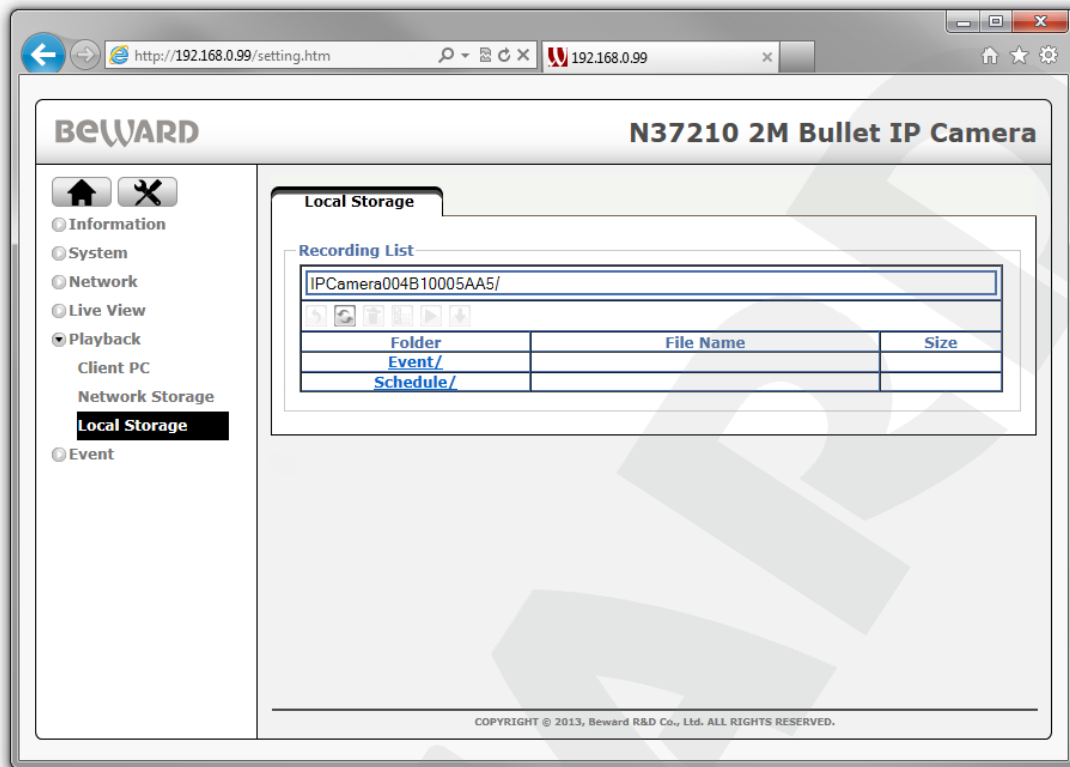 http://192.168.0.99/setting.htm
192.168.0.99
BEWARD
N37210 2M Bullet IP Camera
Information
System
Network
Live View
Playback
Client PC
Network Storage
Local Storage
Event
Local Storage
Recording List
IPCamera004B10005AA5/
Folder File Name Size
Event/
Schedule/
COPYRIGHT © 2013, Beward R&D Co., Ltd. ALL RIGHTS RESERVED.